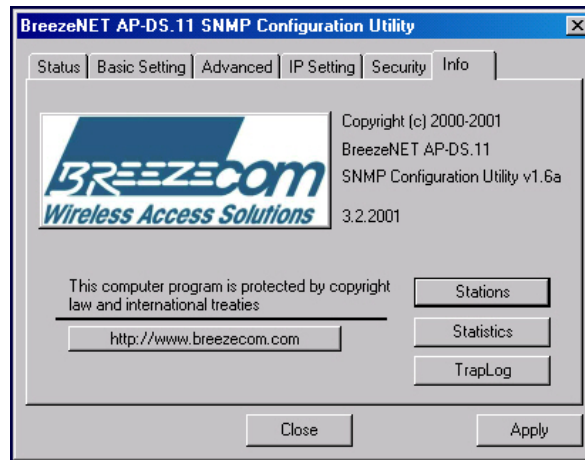 BreezeNET AP-DS.11 SNMP Configuration Utility
Status Basic Setting Advanced IP Setting Security Info
BREEZECOM
Wireless Access Solutions
Copyright (c) 2000-2001
BreezeNET AP-DS.11
SNMP Configuration Utility v1.6a
3.2.2001
This computer program is protected by copyright
law and international treaties
http://www.breezecom.com
Stations
Statistics
TrapLog
Close Apply